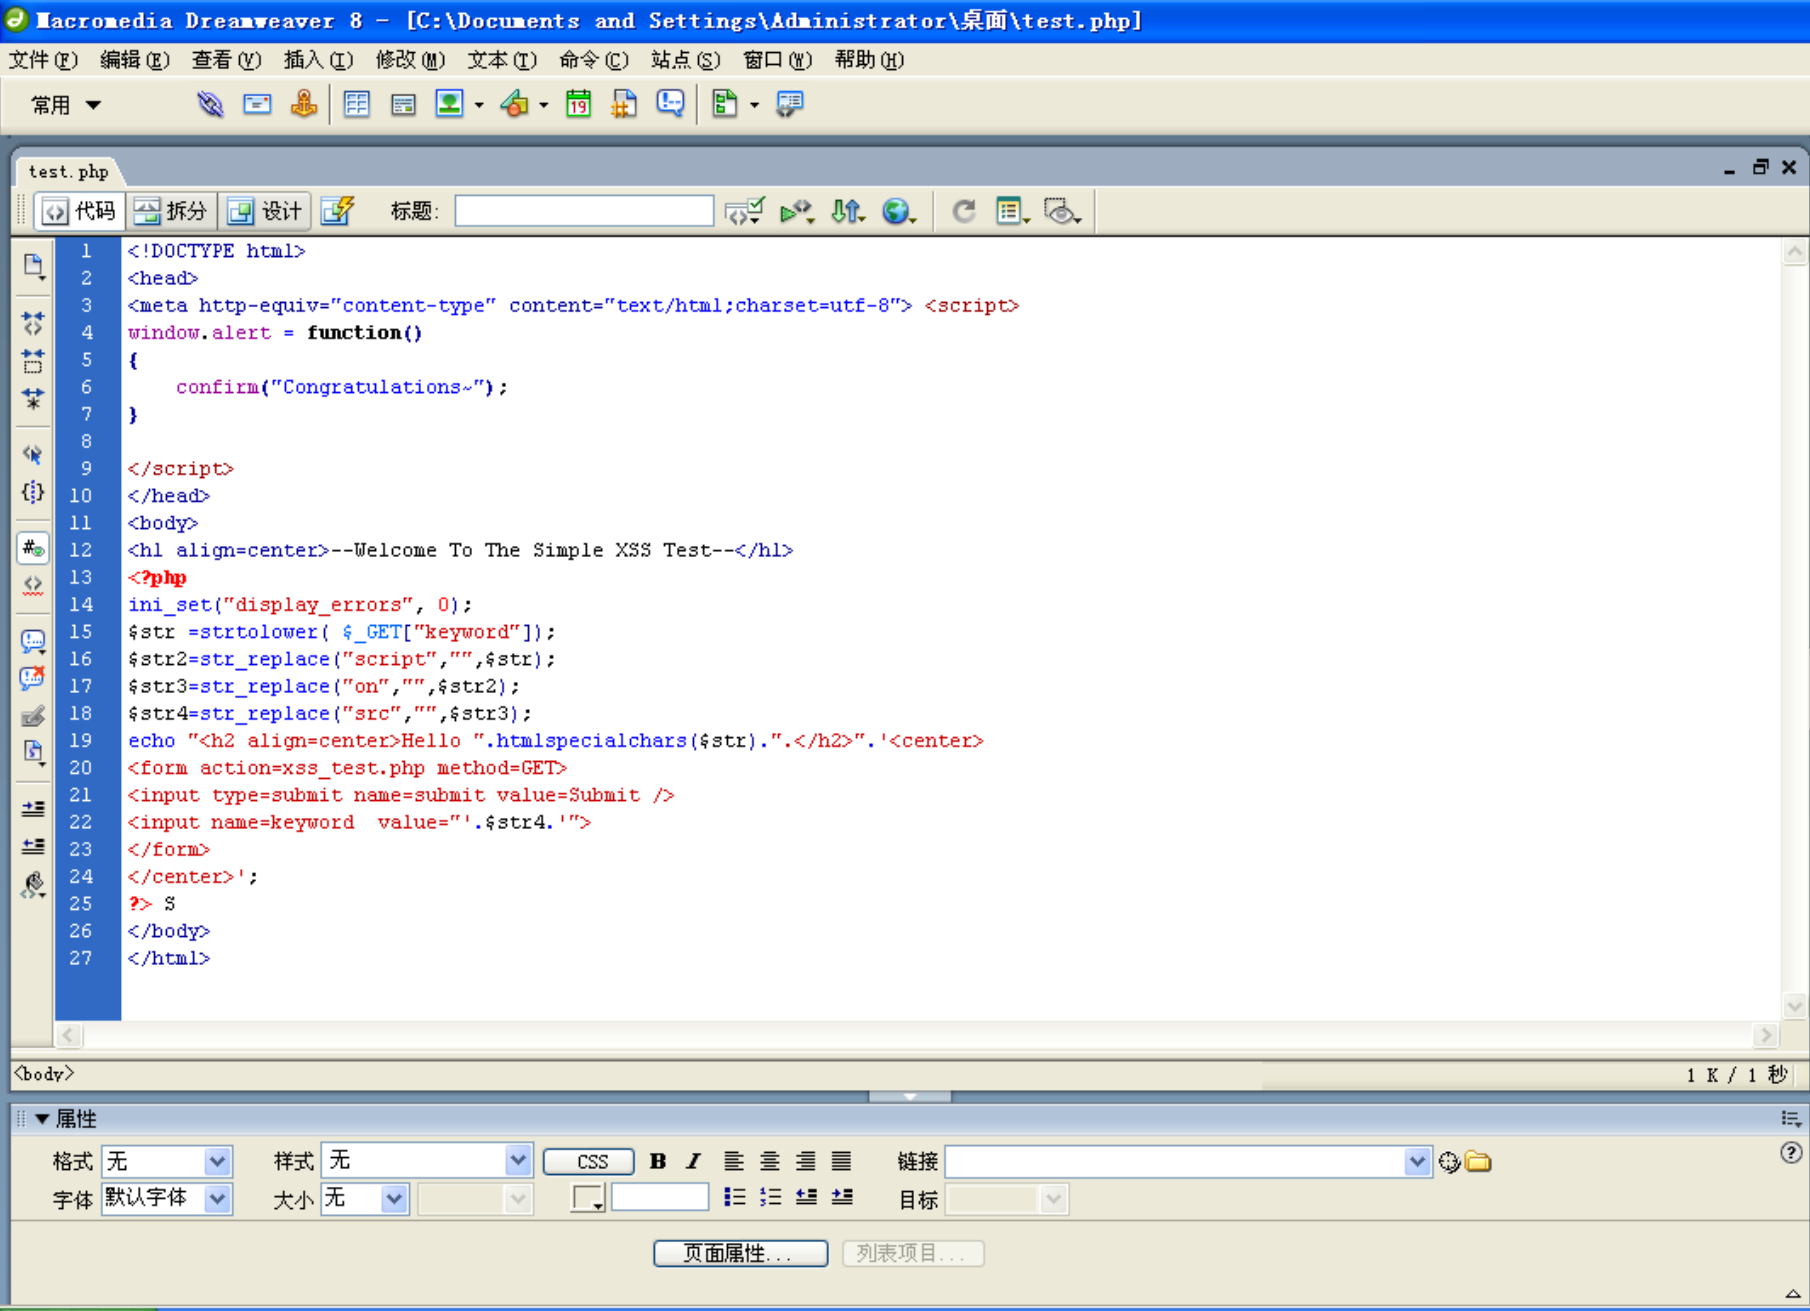 Macromedia Dreamweaver 8 - [C:\Documents and Settings\Administrator\桌面\test.php]
文件(F) 编辑(E) 查看(V) 插入(I) 修改(M) 文本(T) 命令(C) 站点(S) 窗口(W) 帮助(H)
常用
19
test.php
代码 拆分 设计 标题:
1 <!DOCTYPE html>
2 <head>
3 <meta http-equiv="content-type" content="text/html;charset=utf-8"> <script>
4 window.alert = function()
5 {
6     confirm("Congratulations~");
7 }
8
9 </script>
10 </head>
11 <body>
12 <h1 align=center>--Welcome To The Simple XSS Test--</h1>
13 <?php
14 ini_set("display_errors", 0);
15 $str =strtolower( $_GET["keyword"]);
16 $str2=str_replace("script","",$str);
17 $str3=str_replace("on","",$str2);
18 $str4=str_replace("src","",$str3);
19 echo "<h2 align=center>Hello ".htmlspecialchars($str).".</h2>".'<center>
20 <form action=xss_test.php method=GET>
21 <input type=submit name=submit value=Submit />
22 <input name=keyword  value="'.$str4.'">
23 </form>
24 </center>';
25 ?> S
26 </body>
27 </html>
<body>
1 K / 1 秒
属性
格式 无 样式 无 CSS B I 链接
字体 默认字体 大小 无 目标
页面属性... 列表项目...